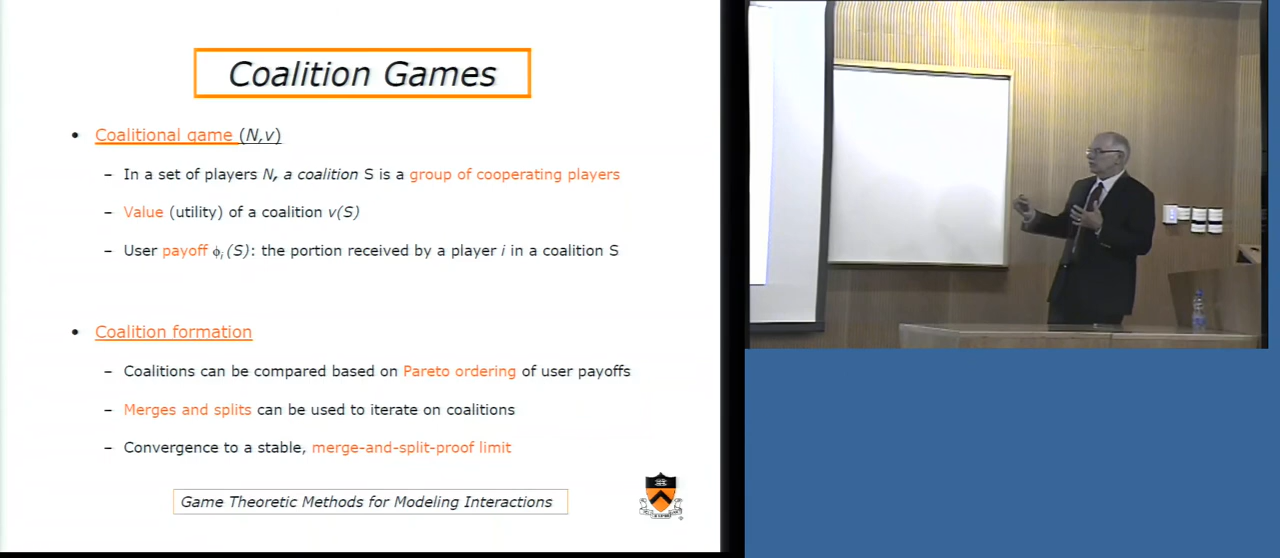 Coalition Games
• Coalitional game (N,v)
– In a set of players N, a coalition S is a group of cooperating players
– Value (utility) of a coalition v(S)
– User payoff ϕi (S): the portion received by a player i in a coalition S
• Coalition formation
– Coalitions can be compared based on Pareto ordering of user payoffs
– Merges and splits can be used to iterate on coalitions
– Convergence to a stable, merge-and-split-proof limit
Game Theoretic Methods for Modeling Interactions